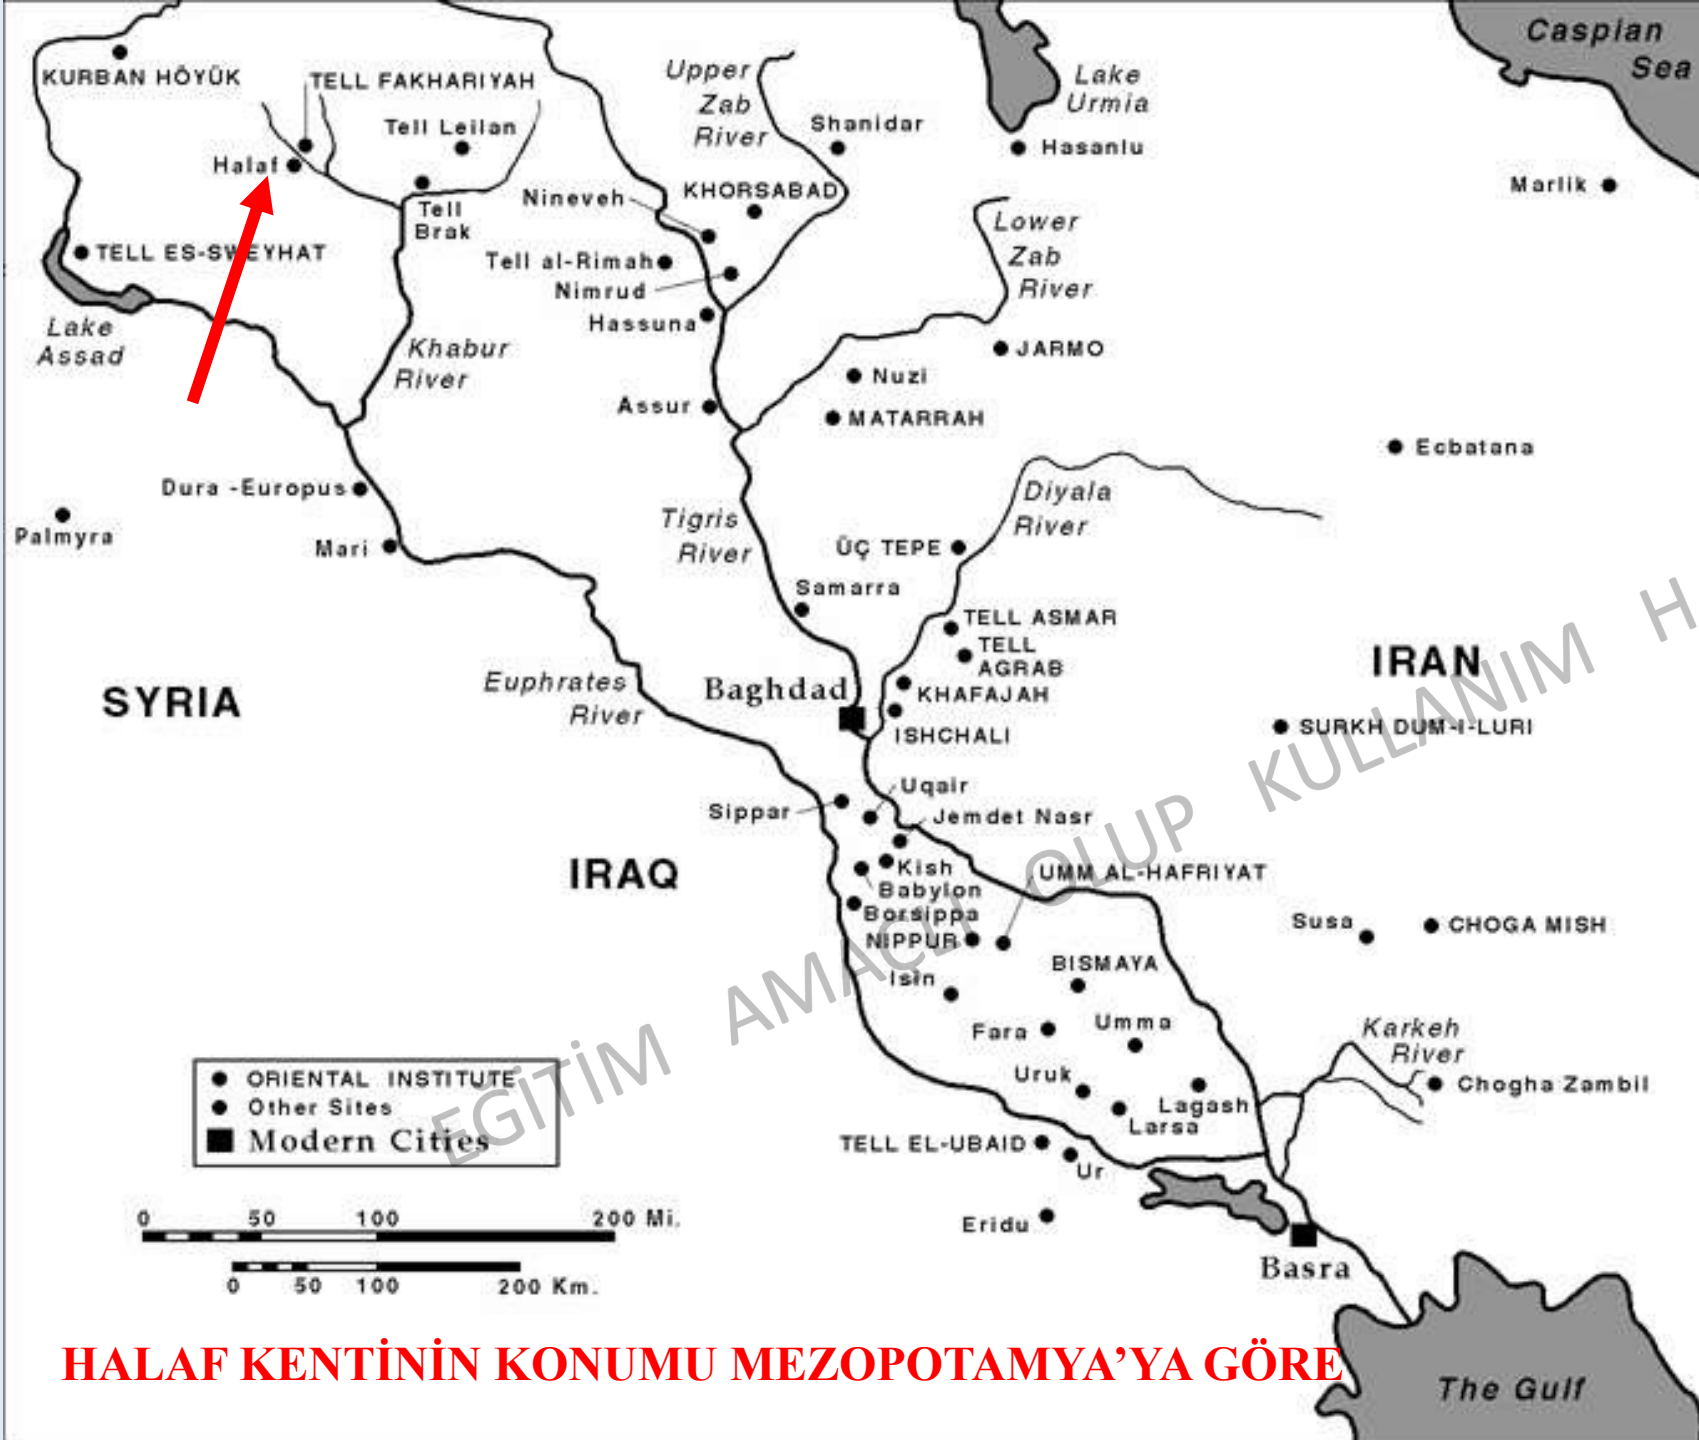 Caspian
Sea
KURBAN HÖYÜK
TELL FAKHARIYAH
Upper
Zab
River
Lake
Urmia
Tell Leilan
Shanidar
Hasanlu
Halaf
Marlik
Nineveh
KHORSABAD
Tell
Brak
Lower
Zab
River
TELL ES-SWEYHAT
Tell al-Rimah
Nimrud
Hassuna
Lake
Assad
Khabur
River
JARMO
Nuzi
Assur
MATARRAH
Ecbatana
Dura -Europus
Diyala
River
Palmyra
Mari
Tigris
River
ÜÇ TEPE
Samarra
TELL ASMAR
TELL
AGRAB
IRAN
SYRIA
Euphrates
River
Baghdad
KHAFAJAH
ISHCHALI
SURKH DUM-I-LURI
Uqair
Sippar
Jemdet Nasr
IRAQ
Kish
UMM AL-HAFRIYAT
Babylon
Borsippa
Susa
CHOGA MISH
NIPPUR
BISMAYA
Isin
Fara
Umma
Karkeh
River
Uruk
Chogha Zambil
Lagash
Larsa
TELL EL-UBAID
Ur
Eridu
Basra
ORIENTAL INSTITUTE
Other Sites
Modern Cities
0 50 100 200 Mi.
0 50 100 200 Km.
The Gulf
HALAF KENTİNİN KONUMU MEZOPOTAMYA’YA GÖRE
EĞİTİM AMAÇLI OLUP KULLANIM H